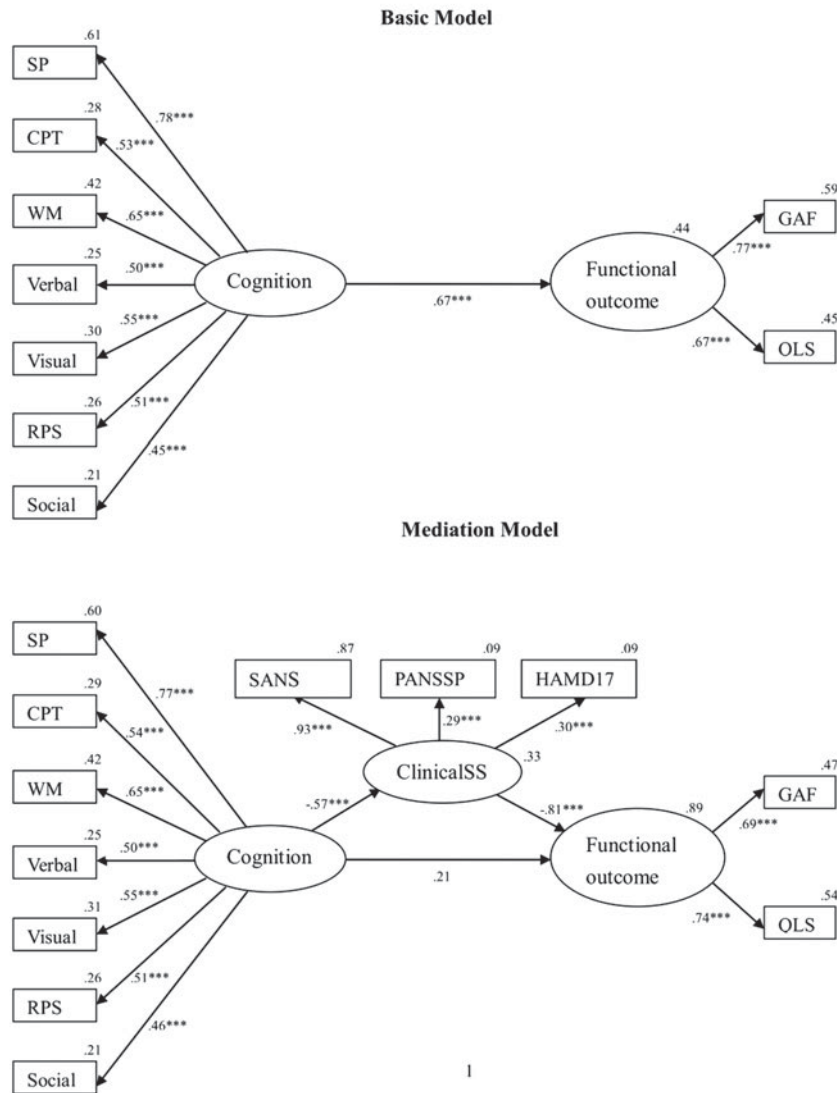 Basic Model
.61
SP
.78***
.28
CPT
.53***
.42
WM
.65***
.25
Verbal
.50***
.30
Visual
.55***
.26
RPS
.51***
.21
Social
.45***
Cognition
.67***
.44
Functional
outcome
.59
GAF
.77***
.45
QLS
.67***
Mediation Model
.60
SP
.77***
.29
CPT
.54***
.42
WM
.65***
.25
Verbal
.50***
.31
Visual
.55***
.26
RPS
.51***
.21
Social
.46***
Cognition
.87
SANS
.93***
.09
PANSSP
.29***
.09
HAMD17
.30***
.33
ClinicalSS
-.57***
-.81***
.21
.89
Functional
outcome
.47
GAF
.69***
.54
QLS
.74***
1